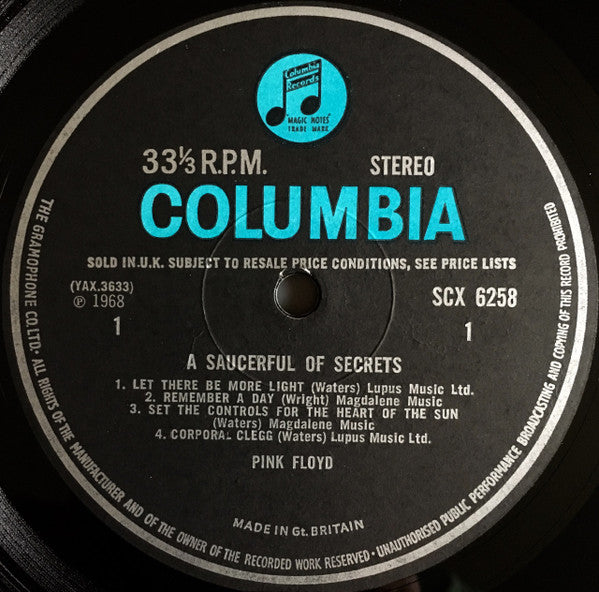 Columbia
Records
"MAGIC NOTES"
TRADE MARK
33⅓ R.P.M.
STEREO
COLUMBIA
SOLD IN U.K. SUBJECT TO RESALE PRICE CONDITIONS, SEE PRICE LISTS
(YAX.3633)
℗ 1968
SCX 6258
1
1
A SAUCERFUL OF SECRETS
1. LET THERE BE MORE LIGHT (Waters) Lupus Music Ltd.
2. REMEMBER A DAY (Wright) Magdalene Music
3. SET THE CONTROLS FOR THE HEART OF THE SUN
(Waters) Magdalene Music
4. CORPORAL CLEGG (Waters) Lupus Music Ltd.
PINK FLOYD
MADE IN Gt. BRITAIN
THE GRAMOPHONE CO. LTD. · ALL RIGHTS OF THE MANUFACTURER AND OF THE OWNER OF THE RECORDED WORK RESERVED · UNAUTHORISED PUBLIC PERFORMANCE BROADCASTING AND COPYING OF THIS RECORD PROHIBITED